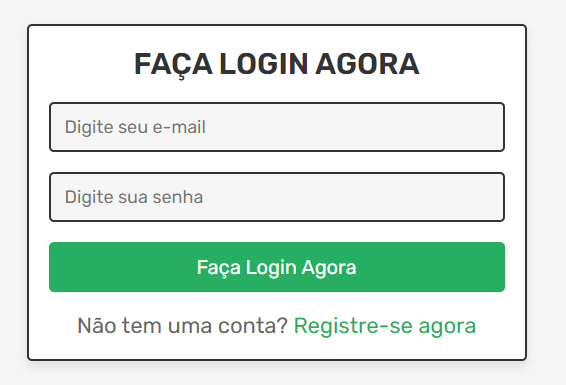 FAÇA LOGIN AGORA
Digite seu e-mail
Digite sua senha
Faça Login Agora
Não tem uma conta? Registre-se agora